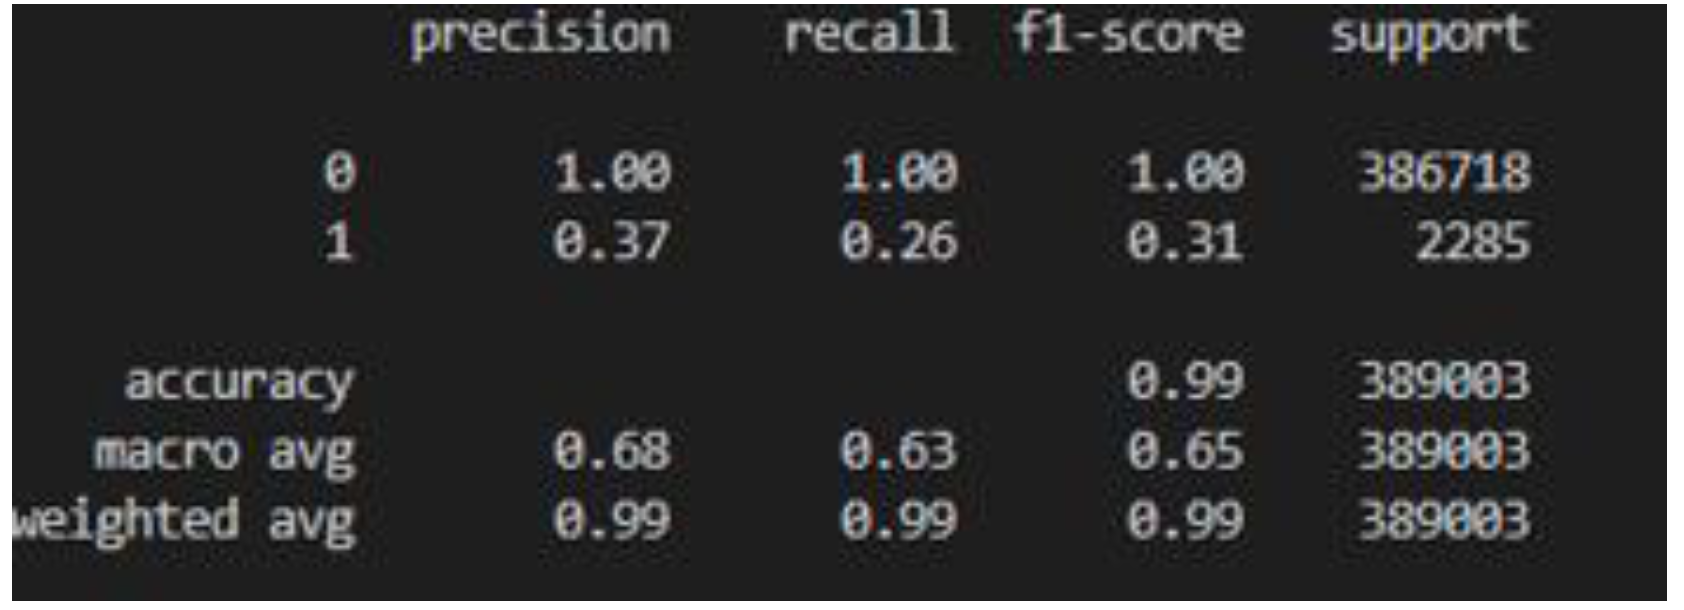 precision recall f1-score support
0 1.00 1.00 1.00 386718
1 0.37 0.26 0.31 2285
accuracy 0.99 389003
macro avg 0.68 0.63 0.65 389003
weighted avg 0.99 0.99 0.99 389003